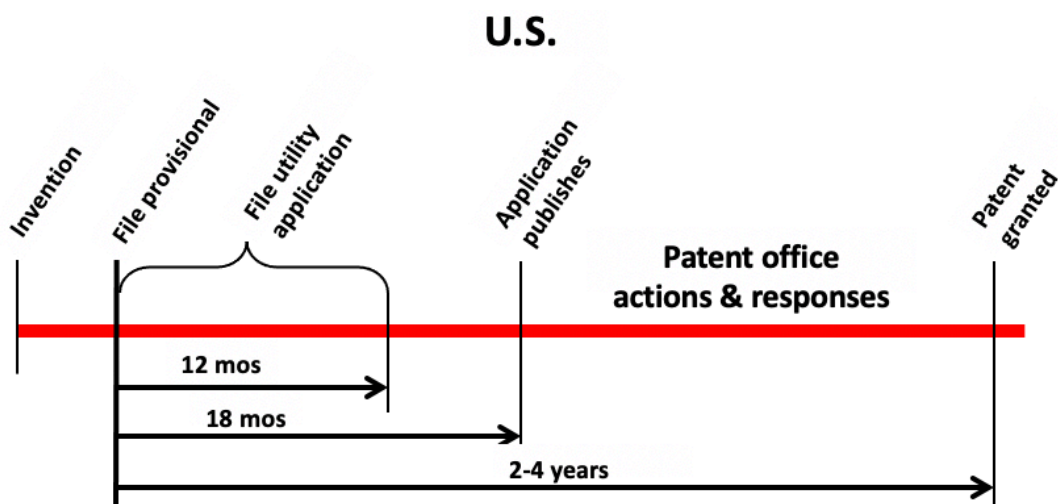 U.S.
Invention
File provisional
File utility
application
Application
publishes
Patent
granted
Patent office
actions & responses
12 mos
18 mos
2-4 years